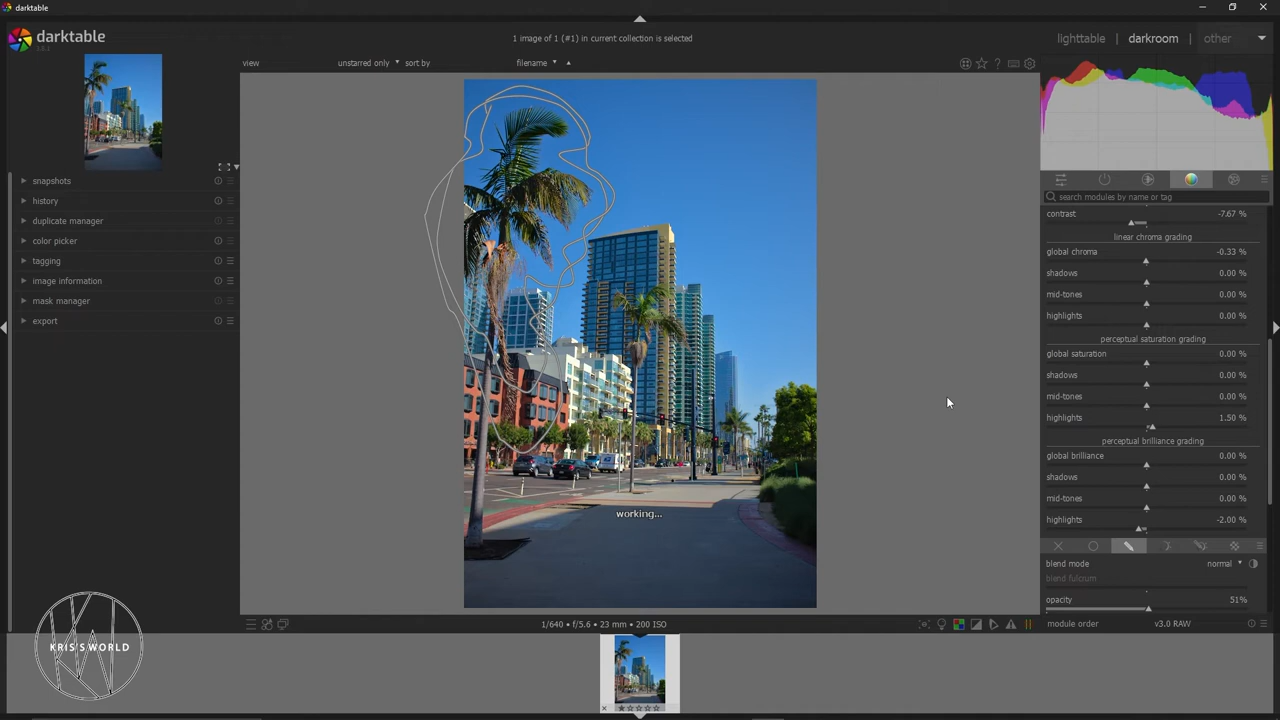 darktable
darktable
3.8.1
1 image of 1 (#1) in current collection is selected
lighttable | darkroom | other
view unstarred only sort by filename
snapshots
history
duplicate manager
color picker
tagging
image information
mask manager
export
search modules by name or tag
contrast -7.67 %
linear chroma grading
global chroma -0.33 %
shadows 0.00 %
mid-tones 0.00 %
highlights 0.00 %
perceptual saturation grading
global saturation 0.00 %
shadows 0.00 %
mid-tones 0.00 %
highlights 1.50 %
perceptual brilliance grading
global brilliance 0.00 %
shadows 0.00 %
mid-tones 0.00 %
highlights -2.00 %
blend mode normal
blend fulcrum
opacity 51%
module order v3.0 RAW
working...
1/640 • f/5.6 • 23 mm • 200 ISO
KRIS'S WORLD